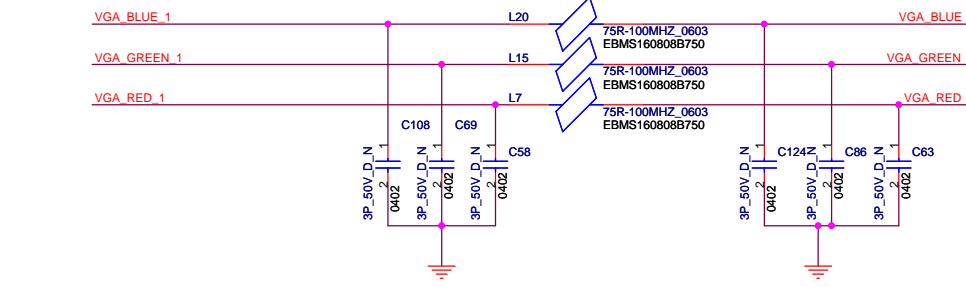 VGA_BLUE_1
L20
VGA_BLUE
75R-100MHZ_0603
EBMS160808B750
VGA_GREEN_1
L15
VGA_GREEN
75R-100MHZ_0603
EBMS160808B750
VGA_RED_1
L7
VGA_RED
75R-100MHZ_0603
EBMS160808B750
C108
C69
C58
C124
C86
C63
3P_50V_D_N
1
2
0402
3P_50V_D_N
1
2
0402
3P_50V_D_N
1
2
0402
3P_50V_D_N
1
2
0402
3P_50V_D_N
1
2
0402
3P_50V_D_N
1
2
0402